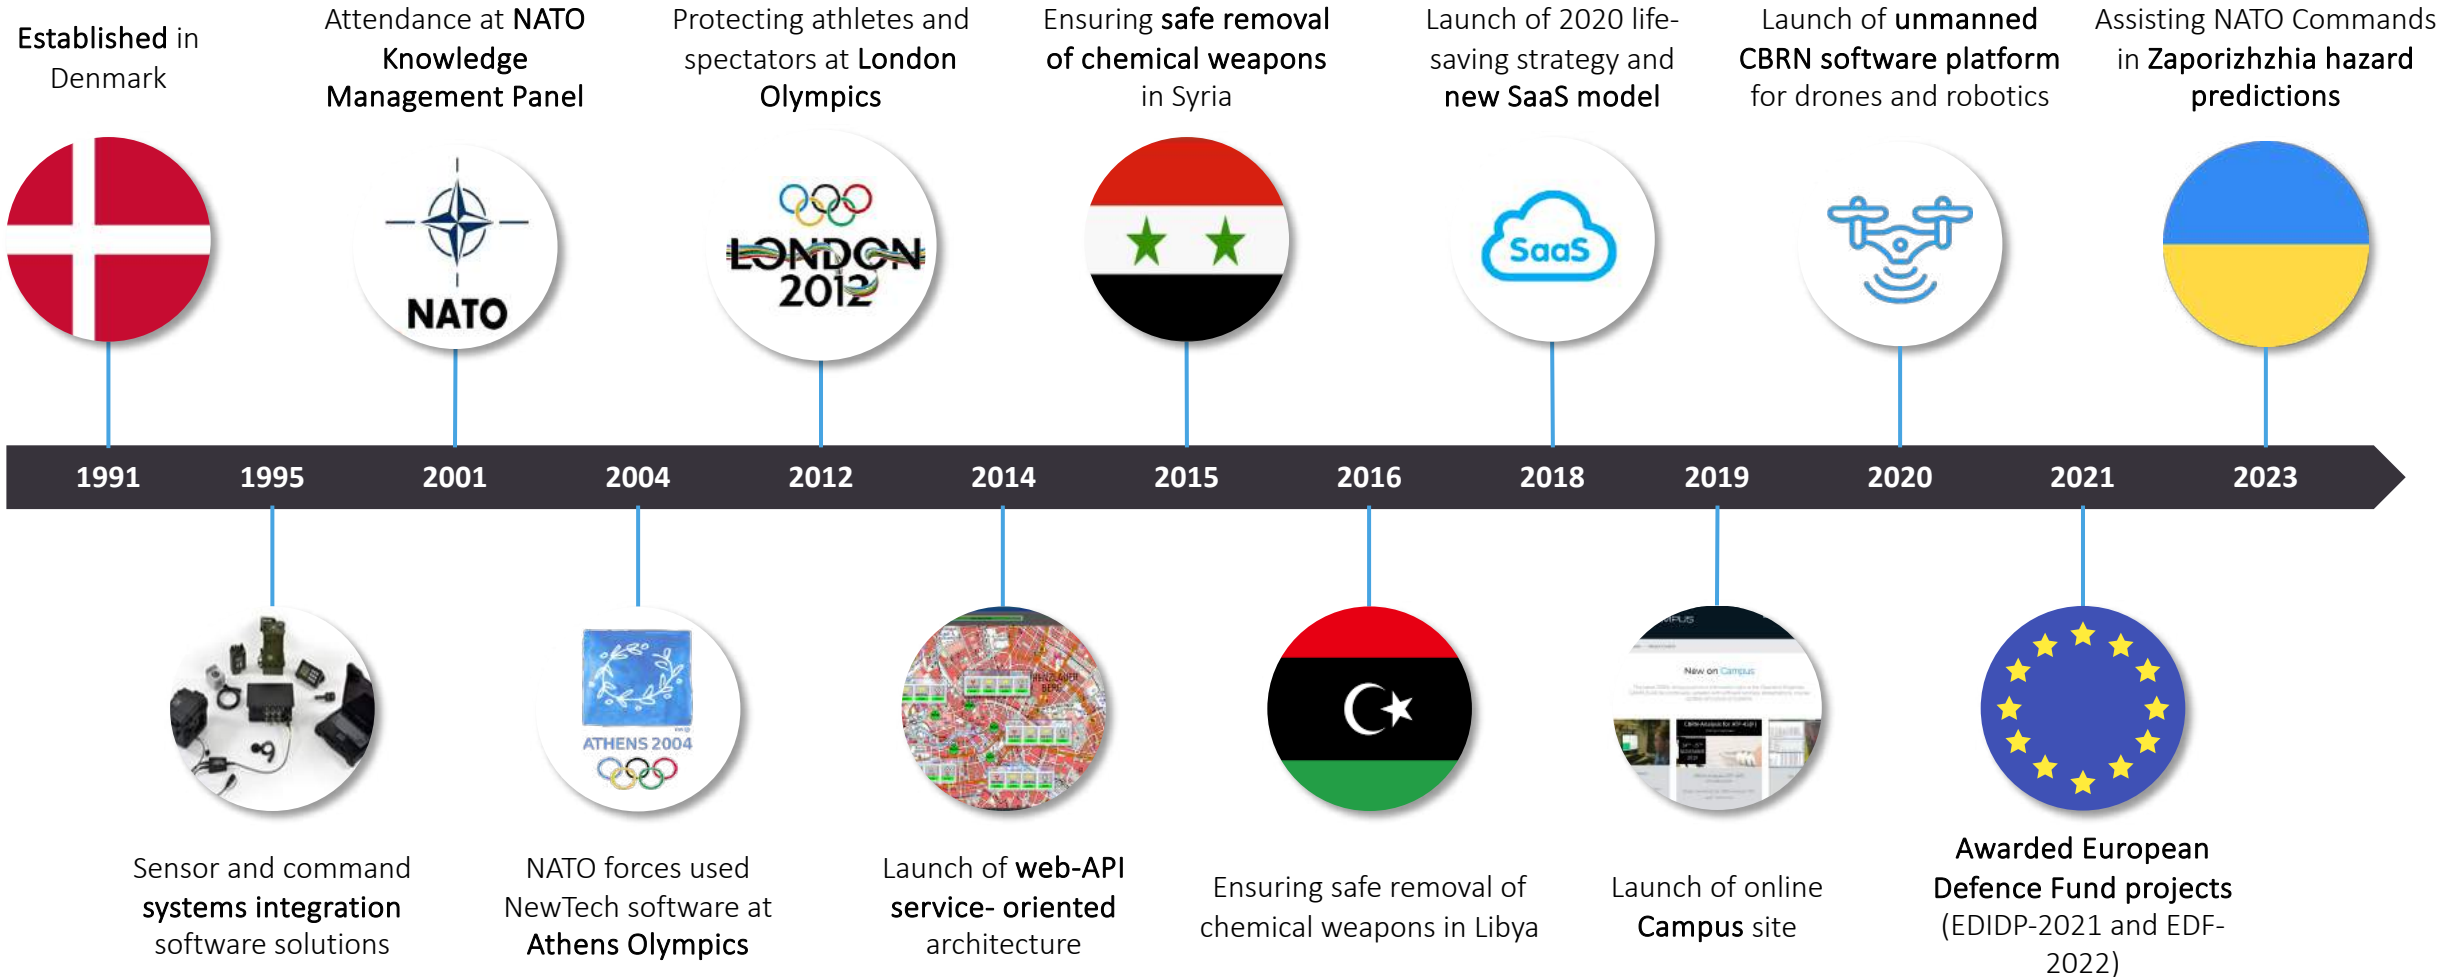 Established in
Denmark
Attendance at NATO
Knowledge
Management Panel
Protecting athletes and
spectators at London
Olympics
Ensuring safe removal
of chemical weapons
in Syria
Launch of 2020 life-
saving strategy and
new SaaS model
Launch of unmanned
CBRN software platform
for drones and robotics
Assisting NATO Commands
in Zaporizhzhia hazard
predictions
NATO
LONDON
2012
SaaS
1991 1995 2001 2004 2012 2014 2015 2016 2018 2019 2020 2021 2023
ATHENS 2004
BERG
New on Campus
Sensor and command
systems integration
software solutions
NATO forces used
NewTech software at
Athens Olympics
Launch of web-API
service- oriented
architecture
Ensuring safe removal of
chemical weapons in Libya
Launch of online
Campus site
Awarded European
Defence Fund projects
(EDIDP-2021 and EDF-
2022)